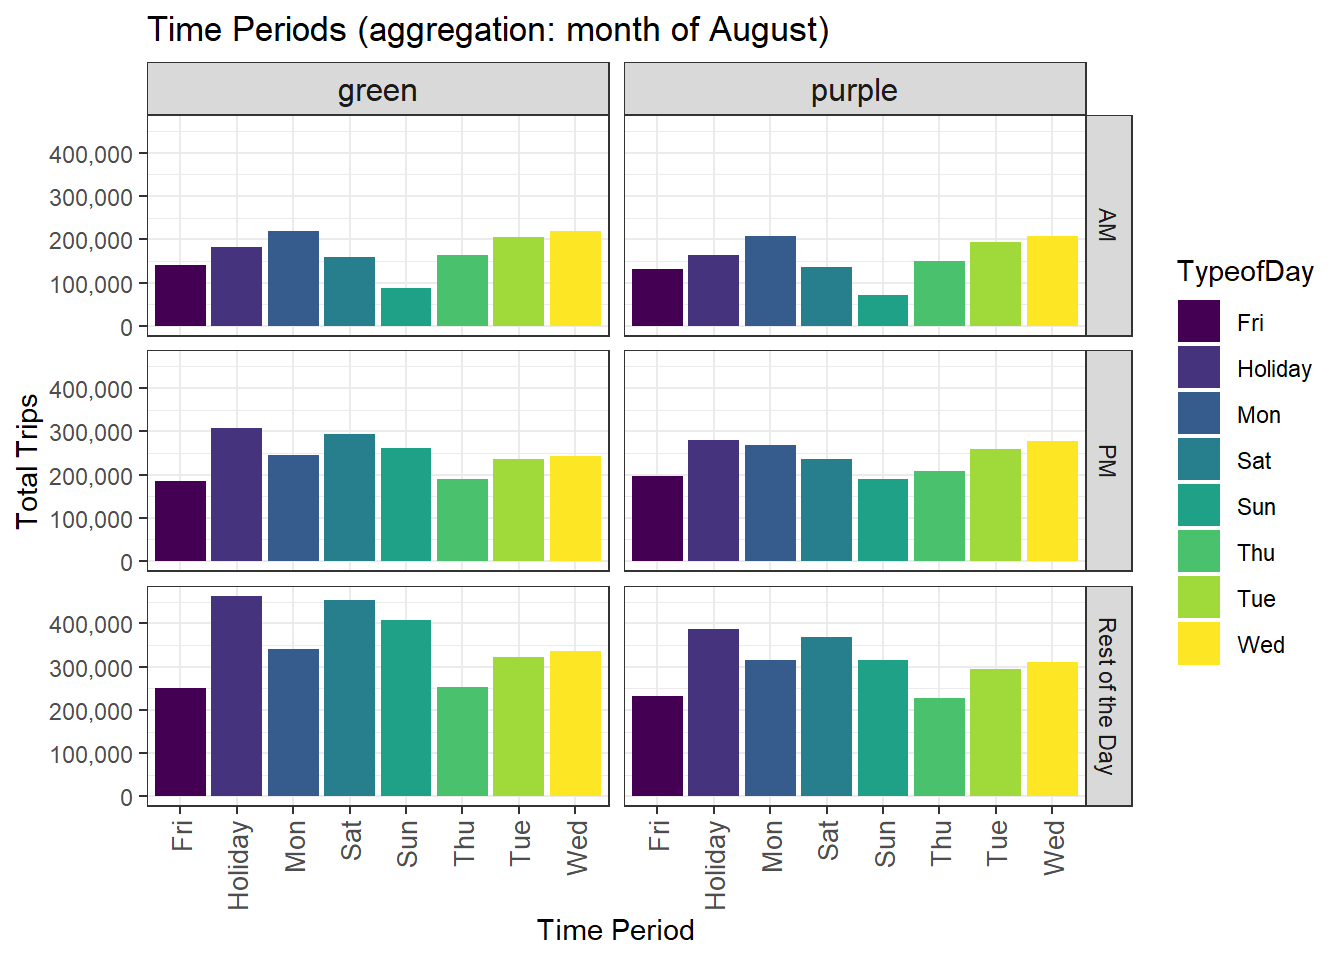 Time Periods (aggregation: month of August)
green
purple
400,000
300,000
200,000
100,000
0
AM
400,000
300,000
200,000
100,000
0
PM
400,000
300,000
200,000
100,000
0
Rest of the Day
Total Trips
Fri
Holiday
Mon
Sat
Sun
Thu
Tue
Wed
Fri
Holiday
Mon
Sat
Sun
Thu
Tue
Wed
Time Period
TypeofDay
Fri
Holiday
Mon
Sat
Sun
Thu
Tue
Wed